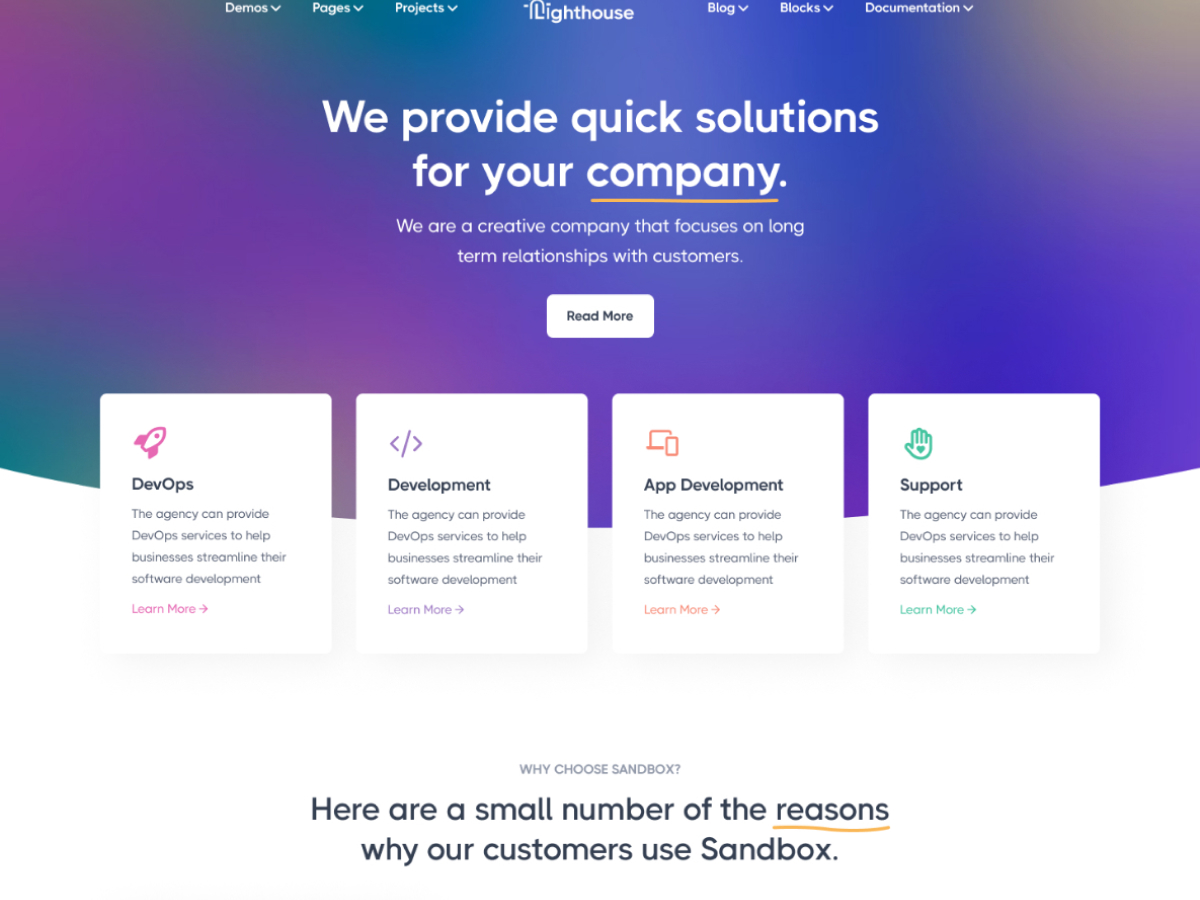 Demos Pages Projects Lighthouse Blog Blocks Documentation
We provide quick solutions
for your company.
We are a creative company that focuses on long
term relationships with customers.
Read More
DevOps
The agency can provide
DevOps services to help
businesses streamline their
software development
Learn More →
Development
The agency can provide
DevOps services to help
businesses streamline their
software development
Learn More →
App Development
The agency can provide
DevOps services to help
businesses streamline their
software development
Learn More →
Support
The agency can provide
DevOps services to help
businesses streamline their
software development
Learn More →
WHY CHOOSE SANDBOX?
Here are a small number of the reasons
why our customers use Sandbox.